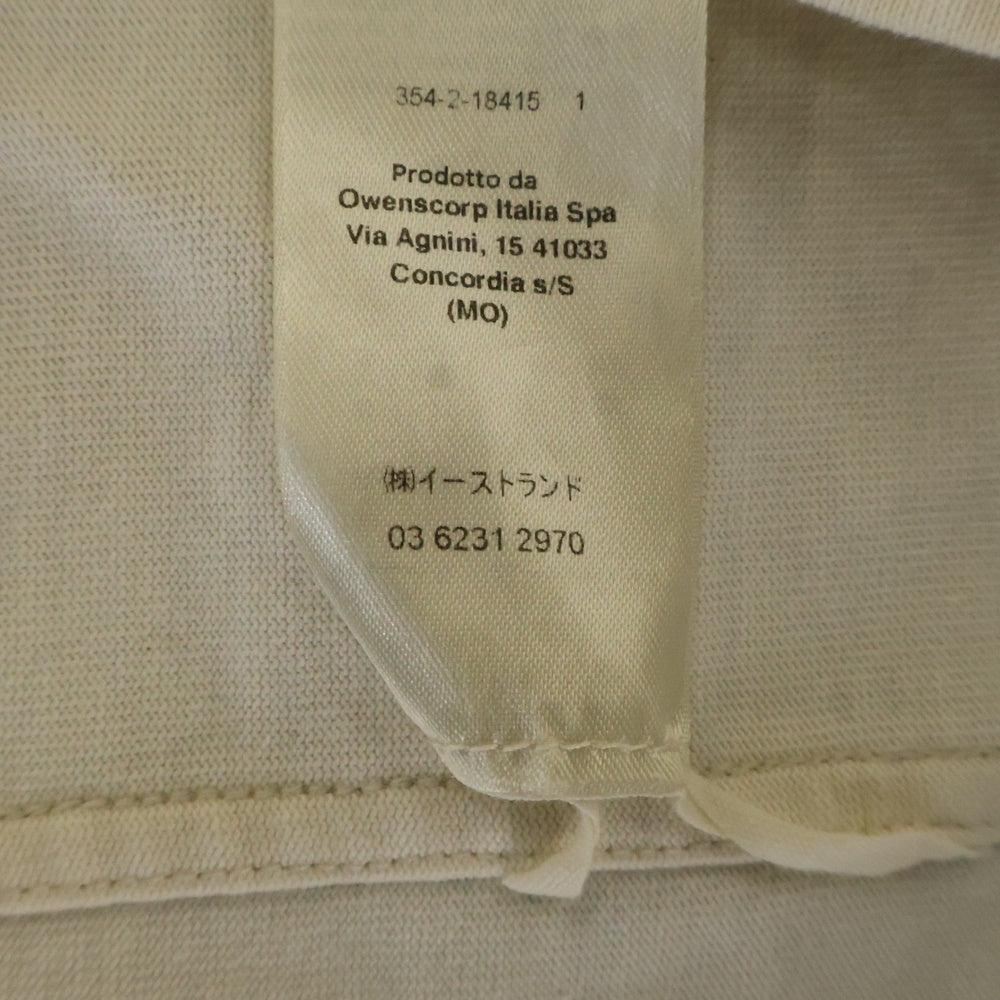 354-2-18415 1
Prodotto da
Owenscorp Italia Spa
Via Agnini, 15 41033
Concordia s/S
(MO)
㈱イーストランド
03 6231 2970